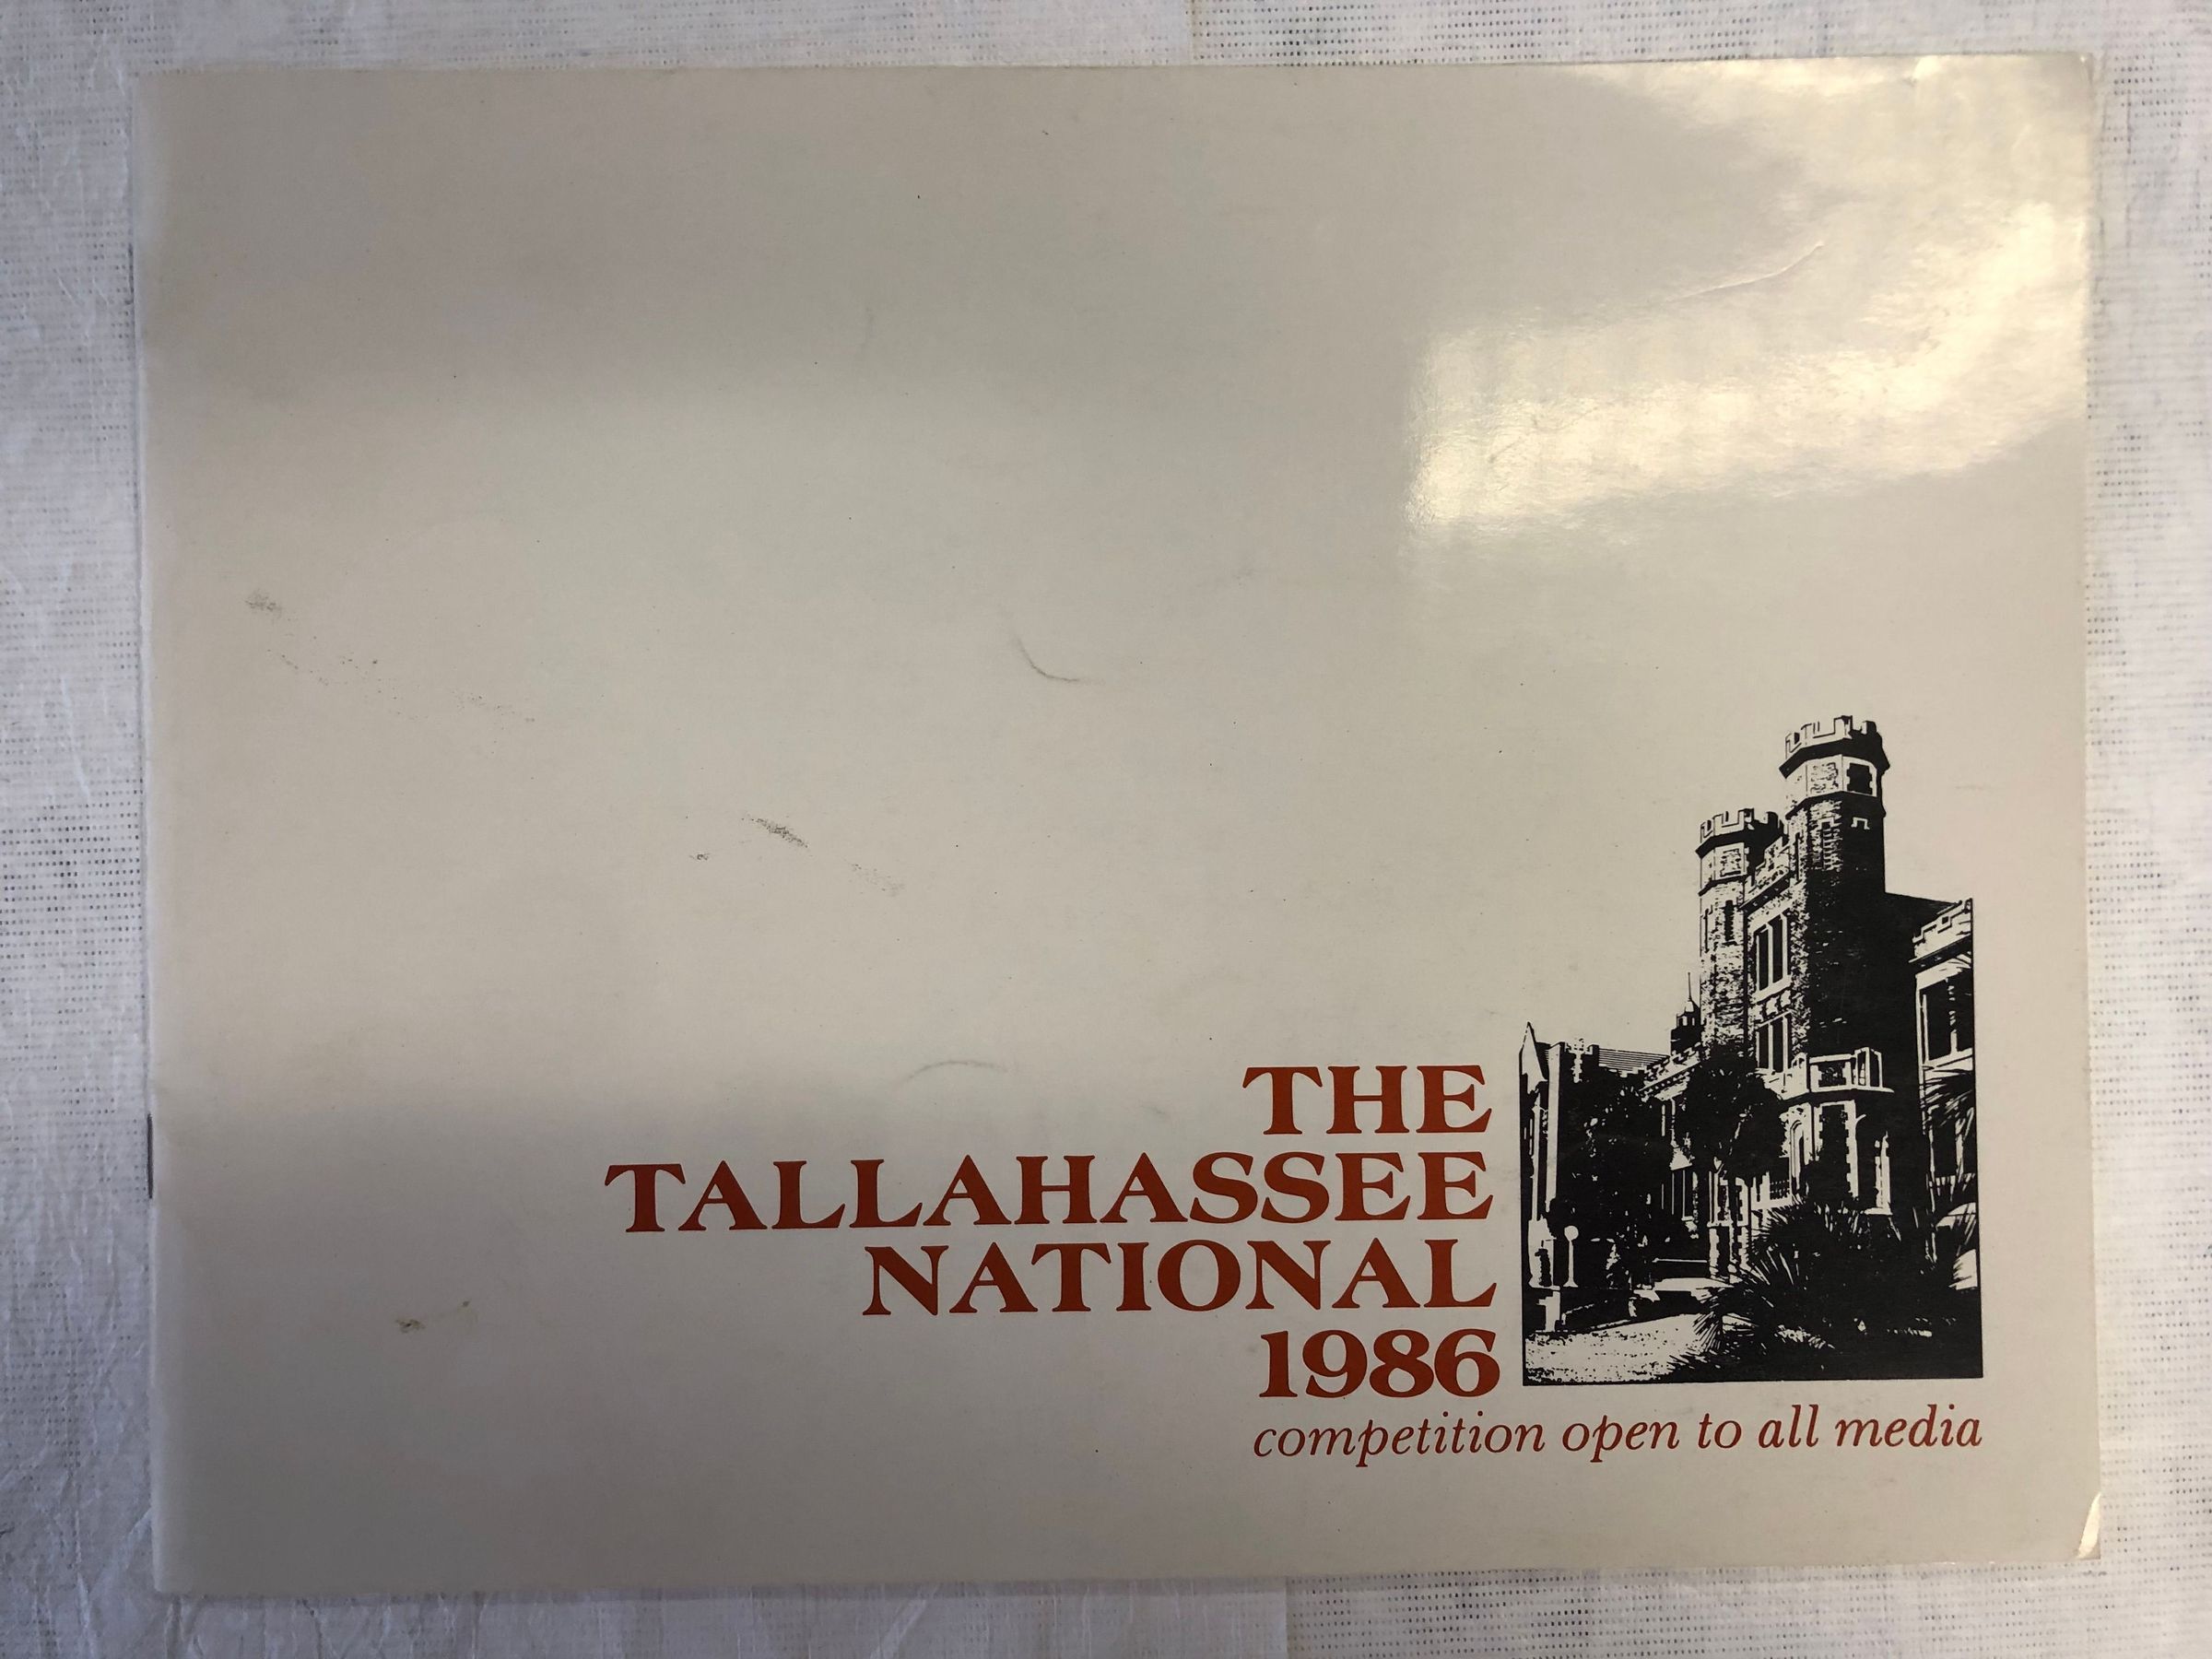 THE
TALLAHASSEE
NATIONAL
1986
competition open to all media